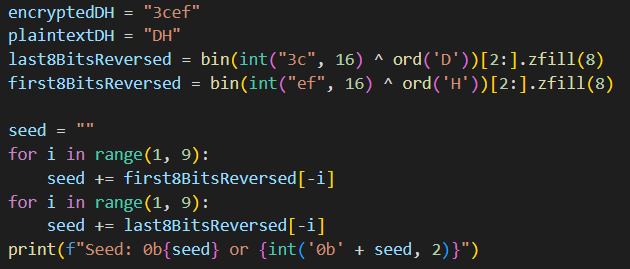 encryptedDH = "3cef"
plaintextDH = "DH"
last8BitsReversed = bin(int("3c", 16) ^ ord('D'))[2:].zfill(8)
first8BitsReversed = bin(int("ef", 16) ^ ord('H'))[2:].zfill(8)

seed = ""
for i in range(1, 9):
    seed += first8BitsReversed[-i]
for i in range(1, 9):
    seed += last8BitsReversed[-i]
print(f"Seed: 0b{seed} or {int('0b' + seed, 2)}")